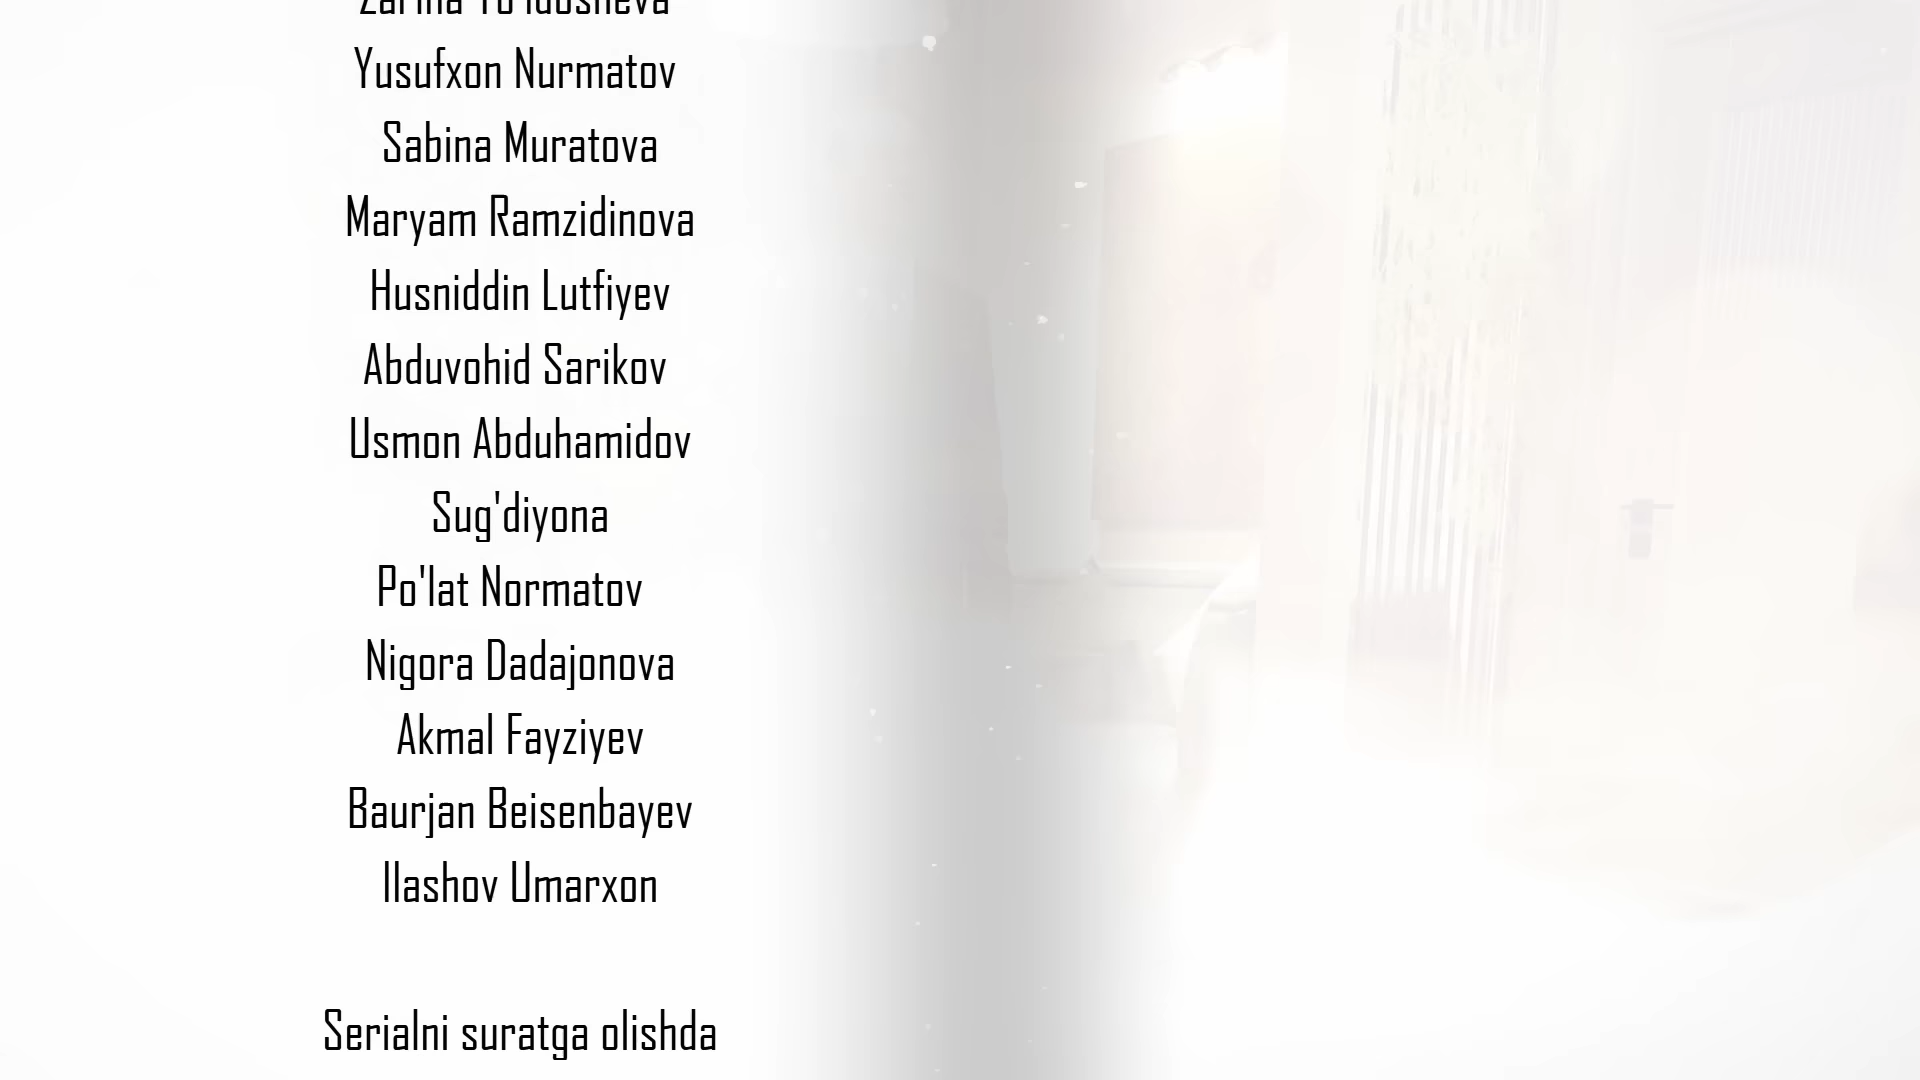 Yusufxon Nurmatov
Sabina Muratova
Maryam Ramzidinova
Husniddin Lutfiyev
Abduvohid Sarikov
Usmon Abduhamidov
Sug'diyona
Po'lat Normatov
Nigora Dadajonova
Akmal Fayziyev
Baurjan Beisenbayev
Ilashov Umarxon
Serialni suratga olishda